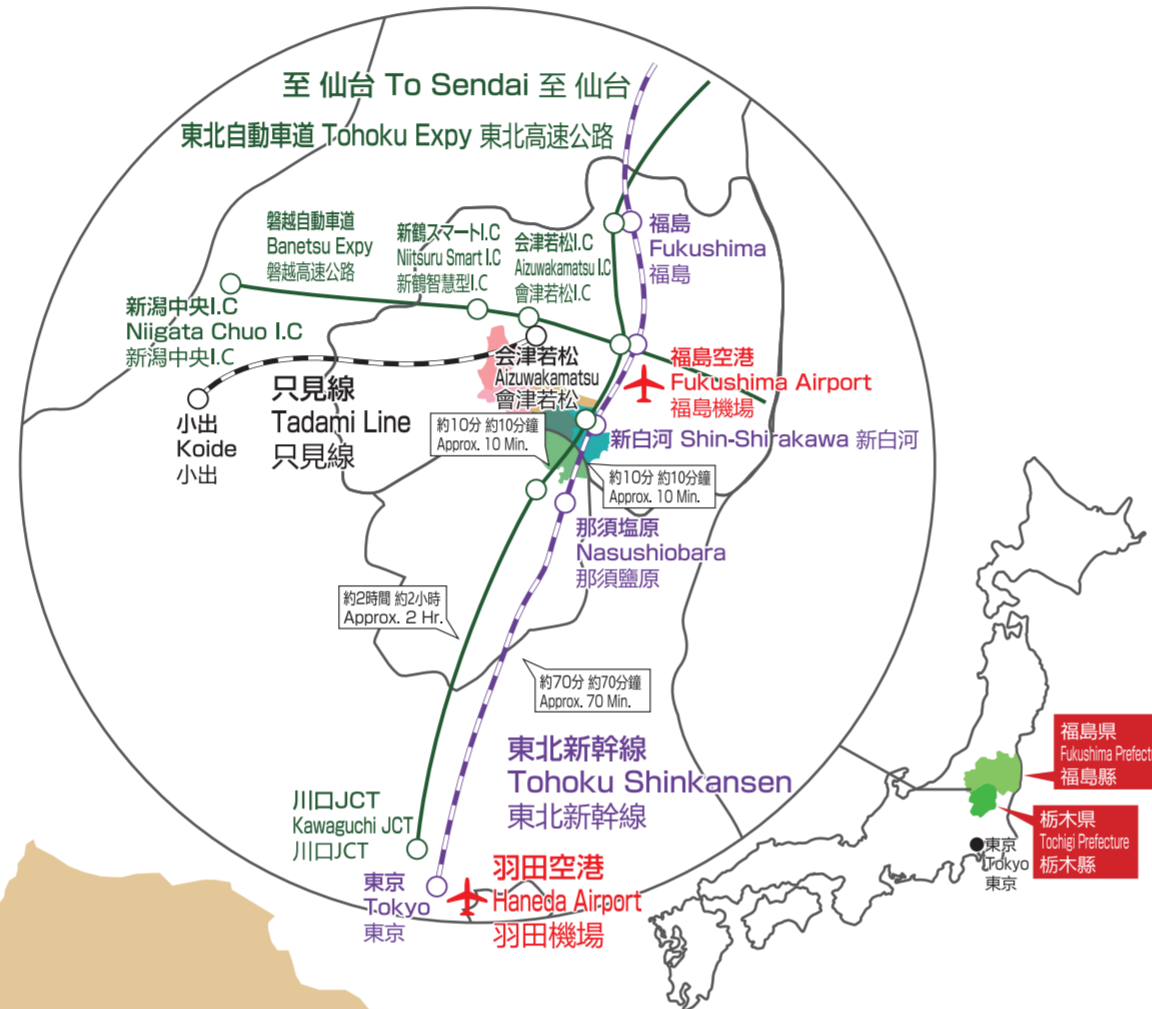 至 仙台 To Sendai 至 仙台
東北自動車道 Tohoku Expy 東北高速公路
磐越自動車道
Banetsu Expy
磐越高速公路
新鶴スマートI.C
Niitsuru Smart I.C
新鶴智慧型I.C
会津若松I.C
Aizuwakamatsu I.C
會津若松I.C
福島
Fukushima
福島
新潟中央I.C
Niigata Chuo I.C
新潟中央I.C
会津若松
Aizuwakamatsu
會津若松
福島空港
Fukushima Airport
福島機場
小出
Koide
小出
只見線
Tadami Line
只見線
約10分 約10分鐘
Approx. 10 Min.
新白河 Shin-Shirakawa 新白河
約10分 約10分鐘
Approx. 10 Min.
那須塩原
Nasushiobara
那須鹽原
約2時間 約2小時
Approx. 2 Hr.
約70分 約70分鐘
Approx. 70 Min.
東北新幹線
Tohoku Shinkansen
東北新幹線
川口JCT
Kawaguchi JCT
川口JCT
東京
Tokyo
東京
羽田空港
Haneda Airport
羽田機場
福島県
Fukushima Prefectu
福島縣
栃木県
Tochigi Prefecture
栃木縣
東京
Tokyo
東京